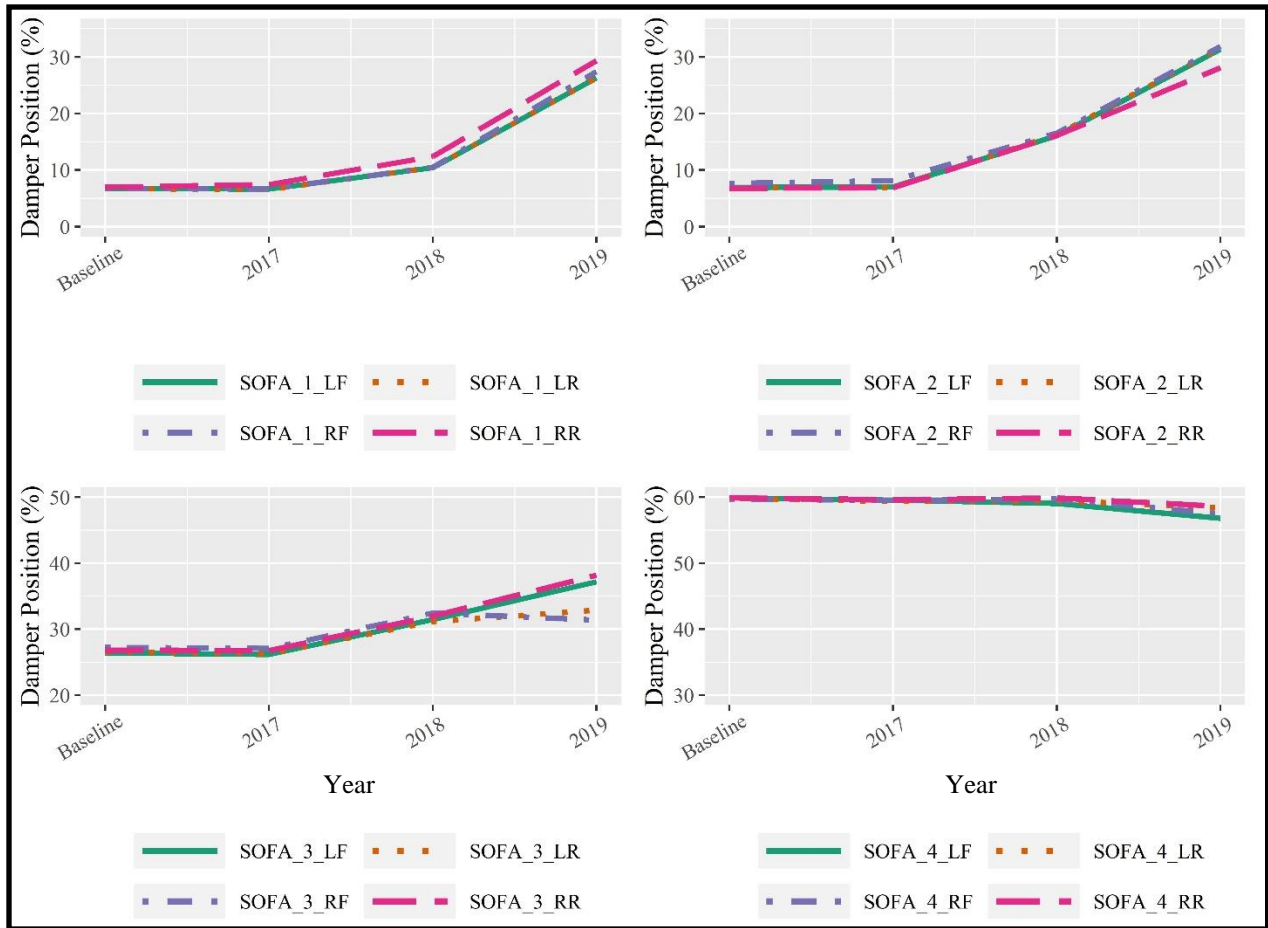 Damper Position (%)
30
20
10
0
Baseline
2017
2018
2019
SOFA_1_LF
SOFA_1_LR
SOFA_1_RF
SOFA_1_RR
Damper Position (%)
30
20
10
0
Baseline
2017
2018
2019
SOFA_2_LF
SOFA_2_LR
SOFA_2_RF
SOFA_2_RR
Damper Position (%)
50
40
30
20
Baseline
2017
2018
2019
Year
SOFA_3_LF
SOFA_3_LR
SOFA_3_RF
SOFA_3_RR
Damper Position (%)
60
50
40
30
Baseline
2017
2018
2019
Year
SOFA_4_LF
SOFA_4_LR
SOFA_4_RF
SOFA_4_RR